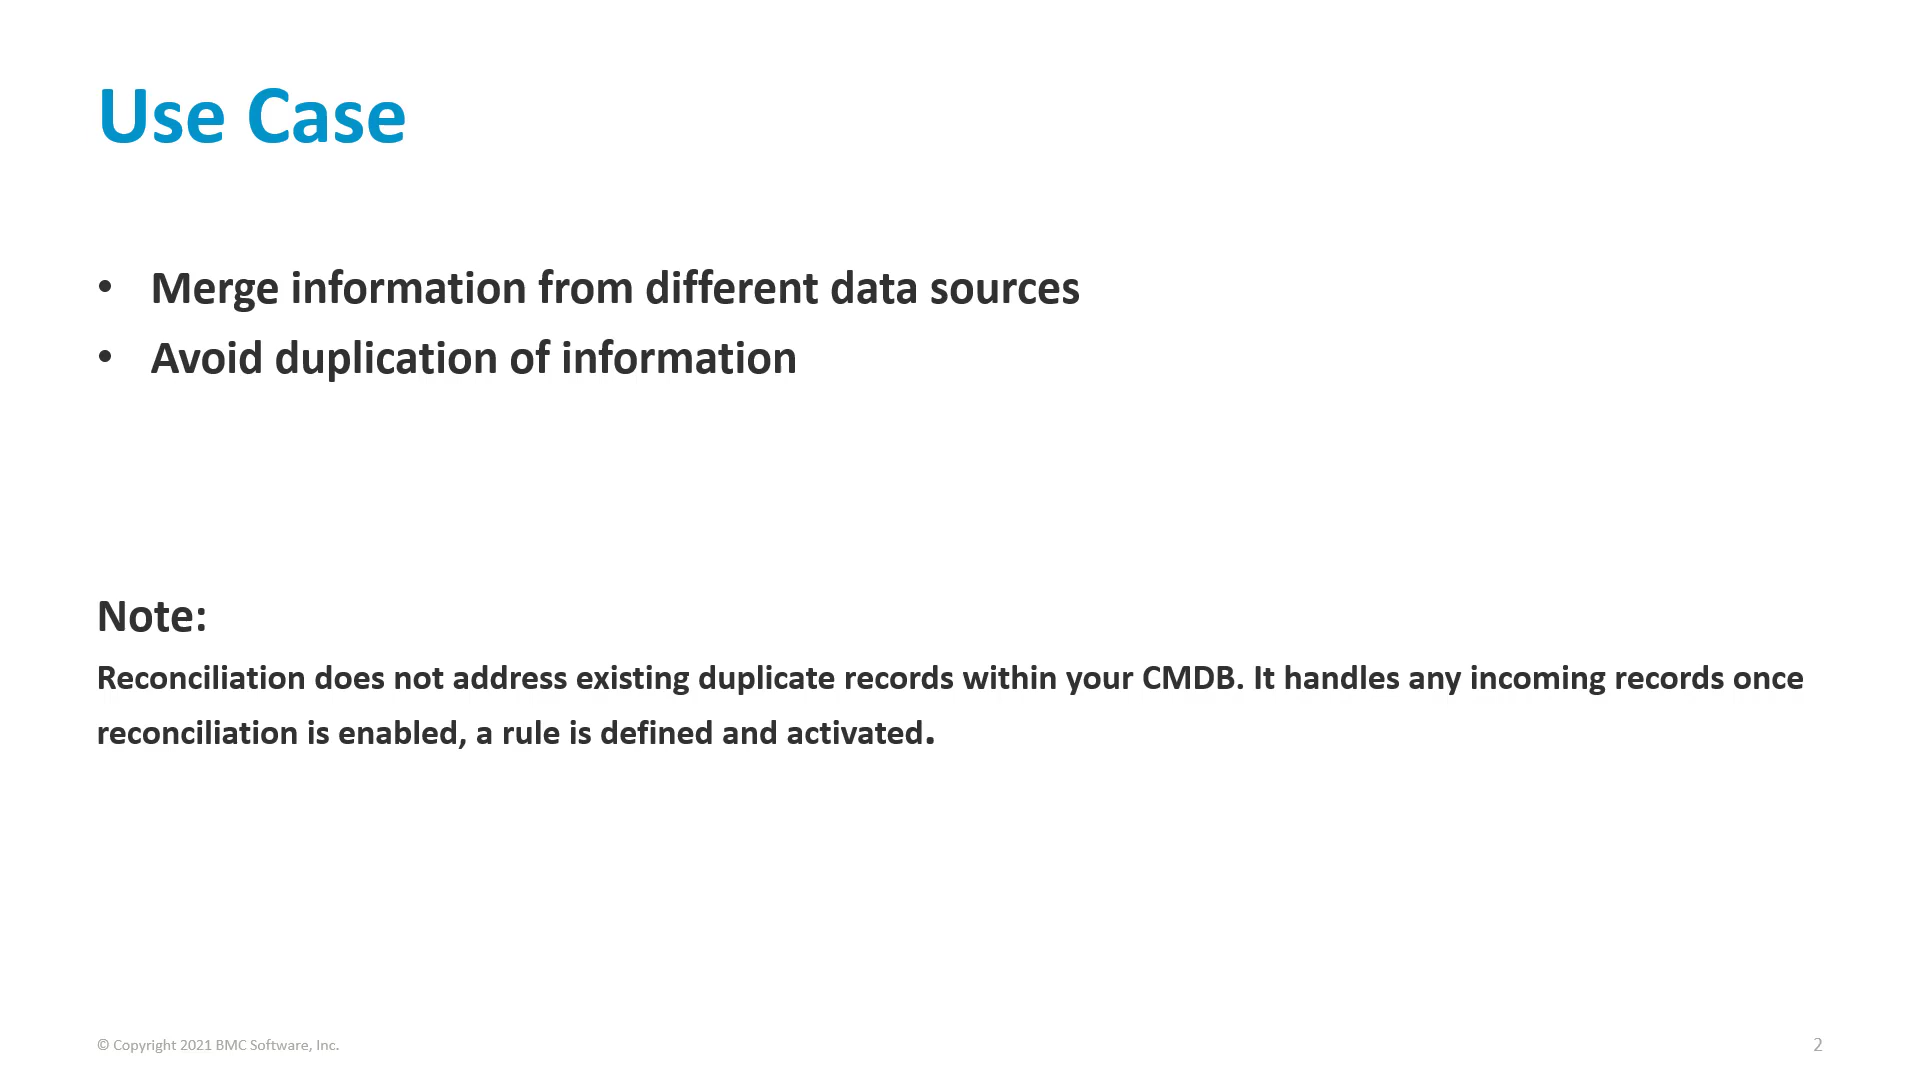 Use Case
• Merge information from different data sources
• Avoid duplication of information
Note:
Reconciliation does not address existing duplicate records within your CMDB. It handles any incoming records once
reconciliation is enabled, a rule is defined and activated.
© Copyright 2021 BMC Software, Inc.
2